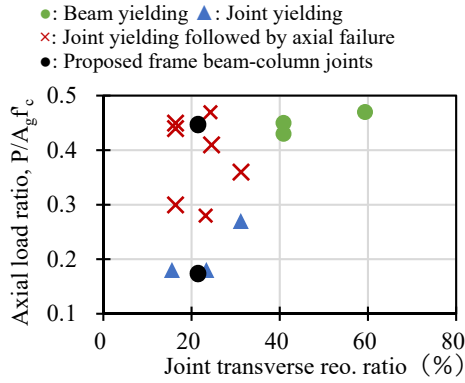 ●: Beam yielding ▲: Joint yielding
×: Joint yielding followed by axial failure
●: Proposed frame beam-column joints
Axial load ratio, P/A_g f'_c
0.5
0.4
0.3
0.2
0.1
0 20 40 60 80
Joint transverse reo. ratio （%）